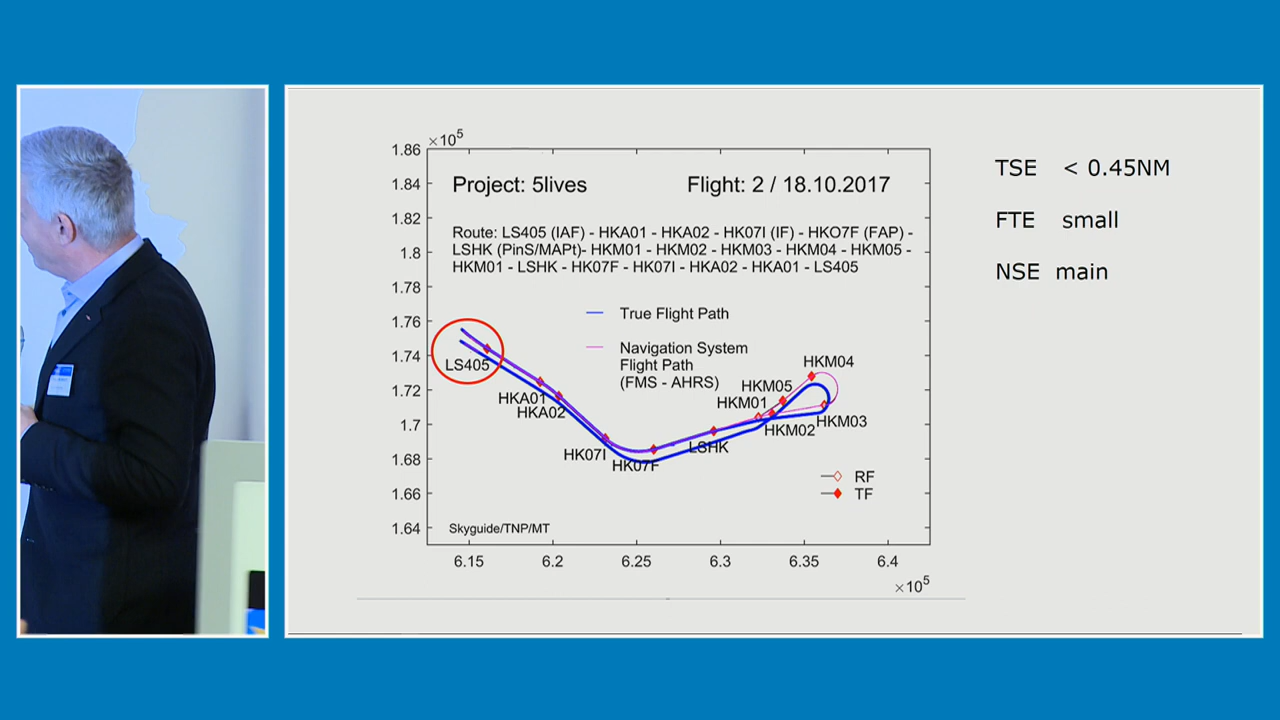 ×10⁵
1.86
1.84
1.82
1.8
1.78
1.76
1.74
1.72
1.7
1.68
1.66
1.64
Project: 5lives Flight: 2 / 18.10.2017
Route: LS405 (IAF) - HKA01 - HKA02 - HK07I (IF) - HKO7F (FAP) -
LSHK (PinS/MAPt)- HKM01 - HKM02 - HKM03 - HKM04 - HKM05 -
HKM01 - LSHK - HK07F - HK07I - HKA02 - HKA01 - LS405
True Flight Path
Navigation System
Flight Path
(FMS - AHRS)
LS405
HKA01
HKA02
HK07I
HK07F
LSHK
HKM01
HKM05
HKM04
HKM02
HKM03
RF
TF
Skyguide/TNP/MT
6.15 6.2 6.25 6.3 6.35 6.4
×10⁵
TSE < 0.45NM
FTE small
NSE main